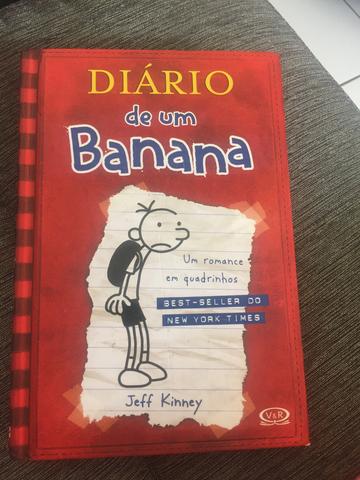 DIÁRIO
de um
Banana
Um romance
em quadrinhos
BEST-SELLER DO
NEW YORK TIMES
Jeff Kinney
V&R